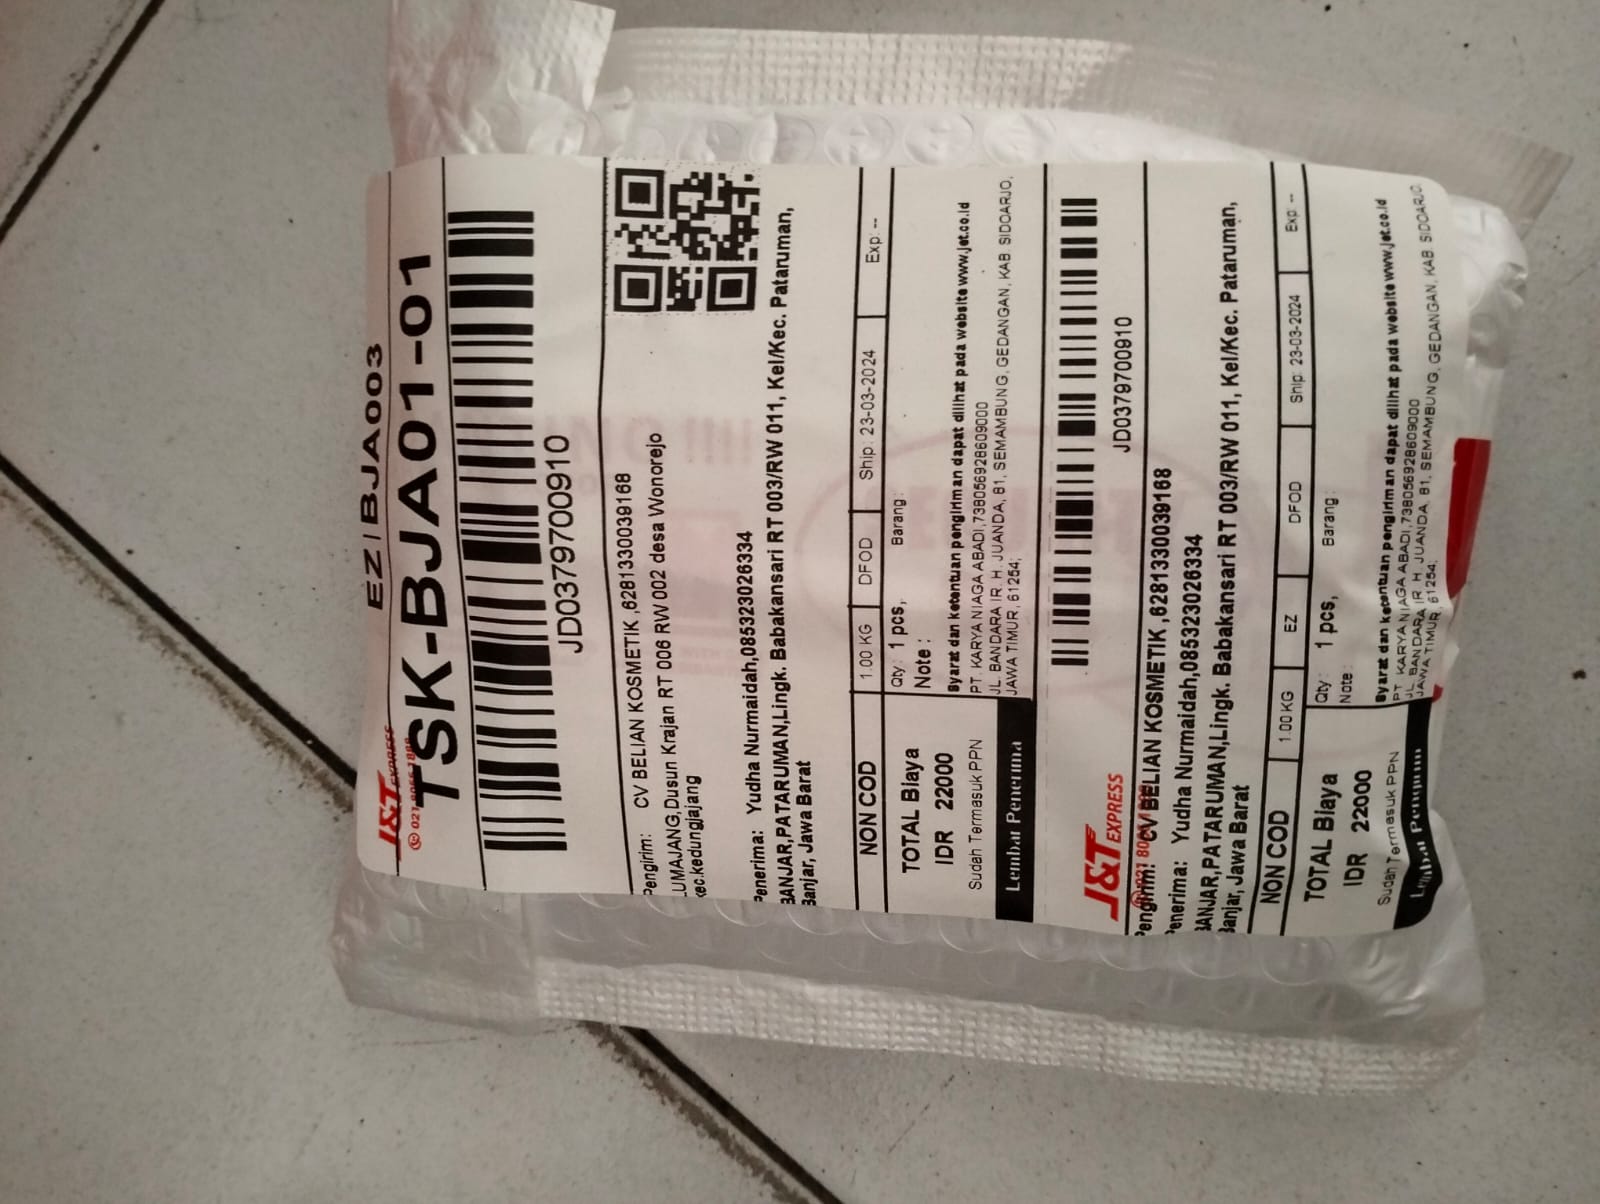 EZ | BJA003
J&T EXPRESS
TSK-BJA01-01
JD0379700910
Pengirim: CV BELIAN KOSMETIK ,6281330039168
LUMAJANG,Dusun Krajan RT 006 RW 002 desa Wonorejo
kec.kedungjajang
Penerima: Yudha Nurmaidah,085323026334
BANJAR,PATARUMAN,Lingk. Babakansari RT 003/RW 011, Kel/Kec. Pataruman,
Banjar, Jawa Barat
NON COD 1.00 KG DFOD Ship: 23-03-2024 Exp: --
TOTAL Biaya
IDR 22000
Sudah Termasuk PPN
Lembar Penerima
Qty : 1 pcs, Barang :
Note :
Syarat dan ketentuan pengiriman dapat dilihat pada website www.jet.co.id
PT. KARYA NIAGA ABADI,738056928609000
JL. BANDARA IR. H. JUANDA, 81, SEMAMBUNG, GEDANGAN, KAB SIDOARJO,
JAWA TIMUR, 61254;
J&T EXPRESS
JD0379700910
Pengirim: CV BELIAN KOSMETIK ,6281330039168
Penerima: Yudha Nurmaidah,085323026334
BANJAR,PATARUMAN,Lingk. Babakansari RT 003/RW 011, Kel/Kec. Pataruman,
Banjar, Jawa Barat
NON COD 1.00 KG EZ DFOD Ship: 23-03-2024 Exp: --
TOTAL Biaya
IDR 22000
Sudah Termasuk PPN
Qty : 1 pcs, Barang :
Note :
Syarat dan ketentuan pengiriman dapat dilihat pada website www.jet.co.id
PT. KARYA NIAGA ABADI,738056928609000
JL. BANDARA IR. H. JUANDA, 81, SEMAMBUNG, GEDANGAN, KAB SIDOARJO,
JAWA TIMUR, 61254;